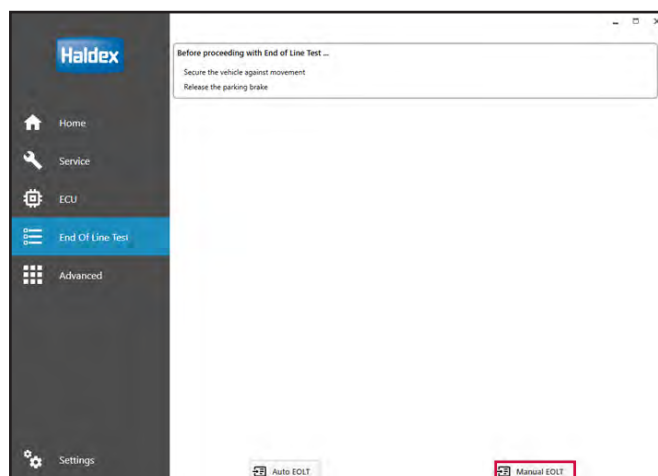 Haldex
Before proceeding with End of Line Test ...
Secure the vehicle against movement
Release the parking brake
Home
Service
ECU
End Of Line Test
Advanced
Settings
Auto EOLT
Manual EOLT